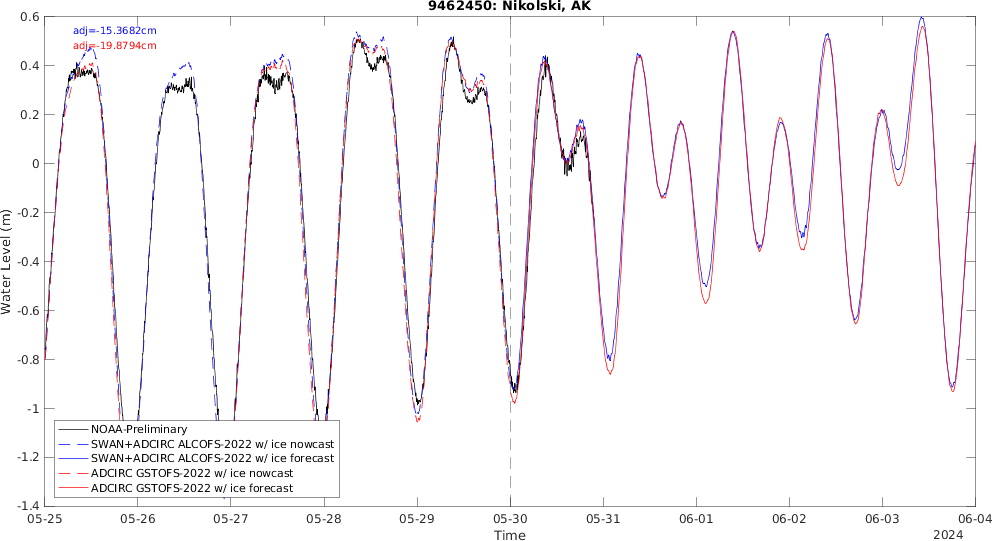 9462450: Nikolski, AK
adj=-15.3682cm
adj=-19.8794cm
0.6
0.4
0.2
0
-0.2
-0.4
-0.6
-0.8
-1
-1.2
-1.4
Water Level (m)
NOAA-Preliminary
SWAN+ADCIRC ALCOFS-2022 w/ ice nowcast
SWAN+ADCIRC ALCOFS-2022 w/ ice forecast
ADCIRC GSTOFS-2022 w/ ice nowcast
ADCIRC GSTOFS-2022 w/ ice forecast
05-25 05-26 05-27 05-28 05-29 05-30 05-31 06-01 06-02 06-03 06-04
Time
2024